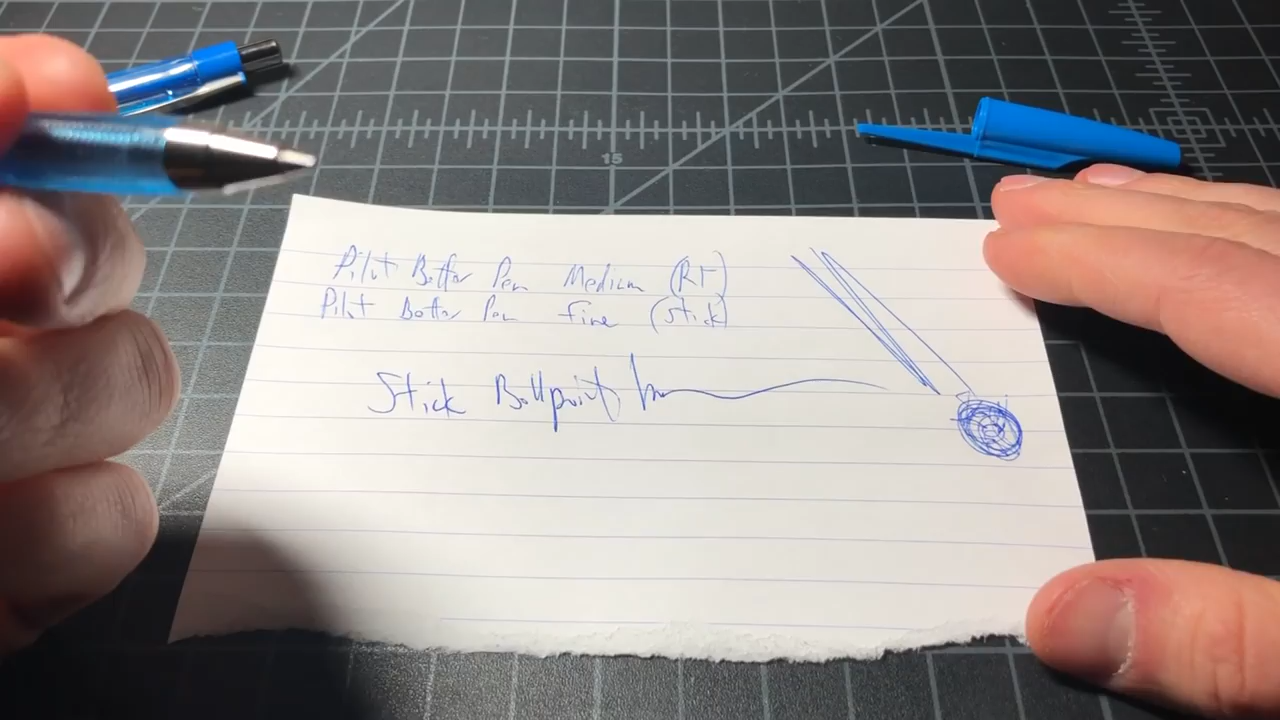 15
Pilot Better Pen Medium (RT)
Pilot Better Pen Fine (Stick)
Stick Ballpoint